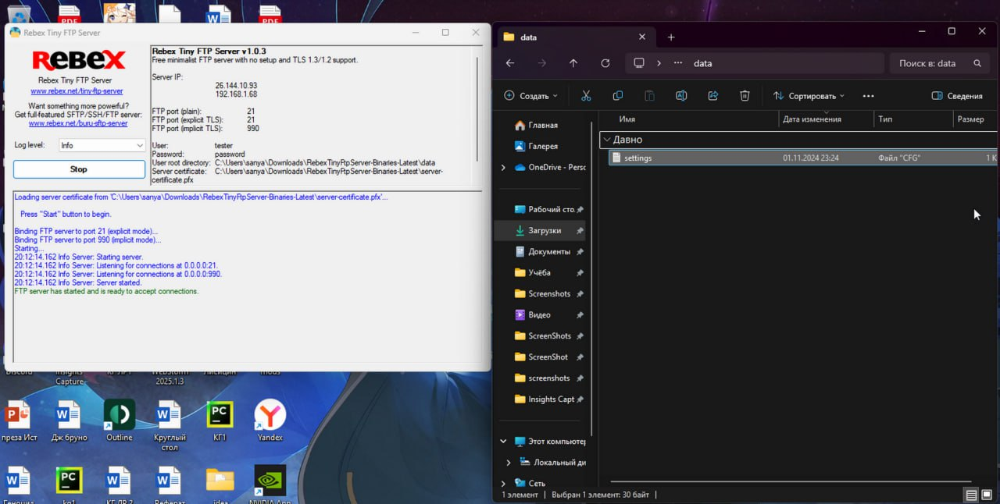 PDF
PDF
Rebex Tiny FTP Server
REBEX
Rebex Tiny FTP Server
www.rebex.net/tiny-ftp-server
Want something more powerful?
Get full-featured SFTP/SSH/FTP server:
www.rebex.net/buru-sftp-server
Log level:
Info
Stop
Rebex Tiny FTP Server v1.0.3
Free minimalist FTP server with no setup and TLS 1.3/1.2 support.
Server IP:
26.144.10.93
192.168.1.68
FTP port (plain): 21
FTP port (explicit TLS): 21
FTP port (implicit TLS): 990
User: tester
Password: password
User root directory: C:\Users\sanya\Downloads\RebexTinyFtpServer-Binaries-Latest\data
Server certificate: C:\Users\sanya\Downloads\RebexTinyFtpServer-Binaries-Latest\server-
certificate.pfx
Loading server certificate from 'C:\Users\sanya\Downloads\RebexTinyFtpServer-Binaries-Latest\server-certificate.pfx'...
Press "Start" button to begin.
Binding FTP server to port 21 (explicit mode)...
Binding FTP server to port 990 (implicit mode)...
Starting...
20:12:14.162 Info Server: Starting server.
20:12:14.162 Info Server: Listening for connections at 0.0.0.0:21.
20:12:14.162 Info Server: Listening for connections at 0.0.0.0:990.
20:12:14.162 Info Server: Server started.
FTP server has started and is ready to accept connections.
Discord
Insights
Capture-
WebStorm
2025.1.3
преза Ист
Дж бруно
Outline
Круглый
стол
КГ1
Yandex
kg1
КГ ЛР 2
Реферат
idea
NVIDIA App
data
data
Поиск в: data
Создать
Сортировать
Сведения
Имя
Дата изменения
Тип
Размер
Давно
settings
01.11.2024 23:24
Файл "CFG"
1 К
Главная
Галерея
OneDrive - Perso
Рабочий сто.
Загрузки
Документы
Учёба
Screenshots
Видео
ScreenShots
ScreenShot
screenshots
Insights Capt
Этот компьютер
Локальный ди
Сеть
1 элемент
Выбран 1 элемент: 30 байт